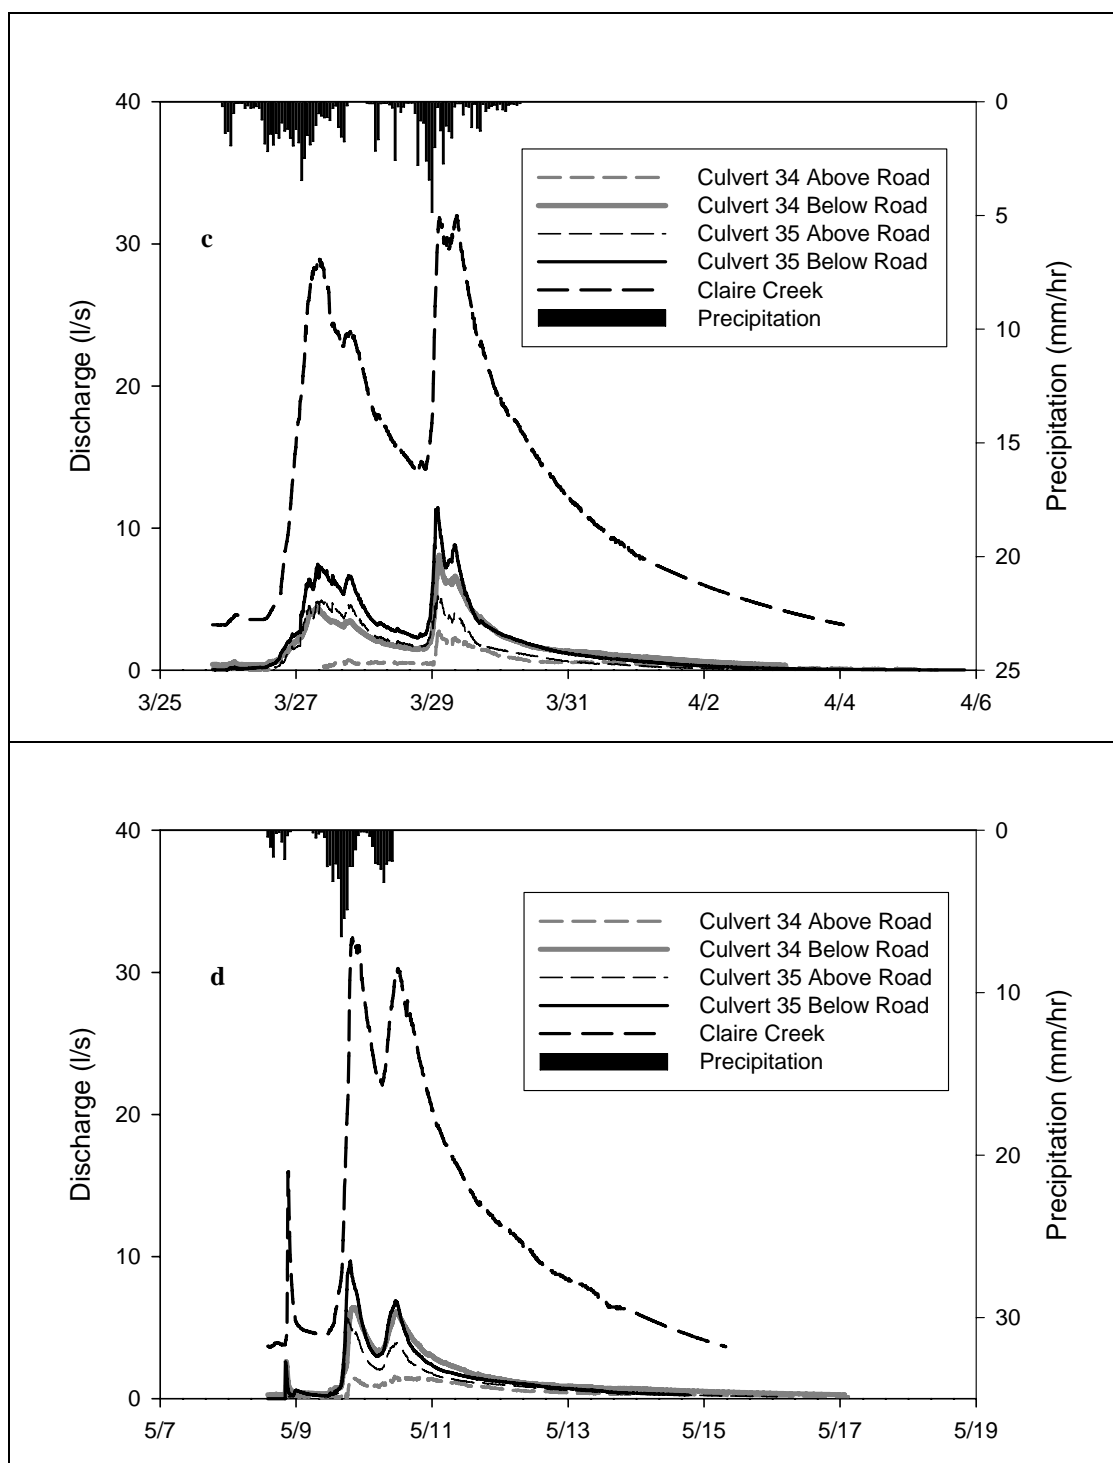 40
30
20
10
0
Discharge (l/s)
c
Culvert 34 Above Road
Culvert 34 Below Road
Culvert 35 Above Road
Culvert 35 Below Road
Claire Creek
Precipitation
0
5
10
15
20
25
Precipitation (mm/hr)
3/25 3/27 3/29 3/31 4/2 4/4 4/6
40
30
20
10
0
Discharge (l/s)
d
Culvert 34 Above Road
Culvert 34 Below Road
Culvert 35 Above Road
Culvert 35 Below Road
Claire Creek
Precipitation
0
10
20
30
Precipitation (mm/hr)
5/7 5/9 5/11 5/13 5/15 5/17 5/19